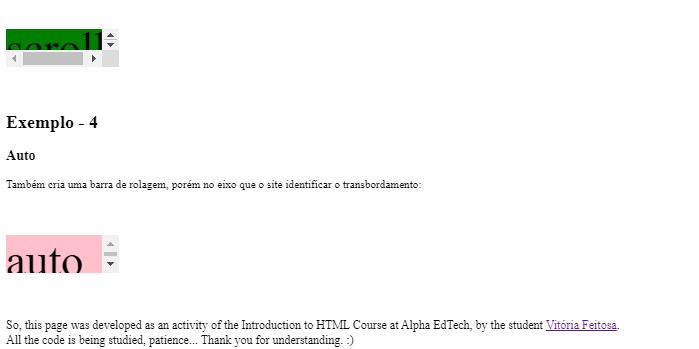 scroll
Exemplo - 4
Auto
Também cria uma barra de rolagem, porém no eixo que o site identificar o transbordamento:
auto
So, this page was developed as an activity of the Introduction to HTML Course at Alpha EdTech, by the student Vitória Feitosa.
All the code is being studied, patience... Thank you for understanding. :)